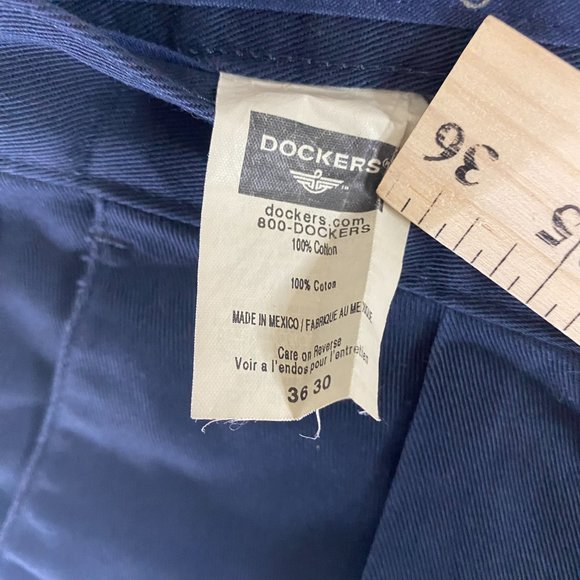 DOCKERS
dockers.com
800-DOCKERS
100% Cotton
100% Coton
MADE IN MEXICO / FABRIQUE AU MEXIQUE
Care on Reverse
Voir a l'endos pour l'entretien
36 30
36